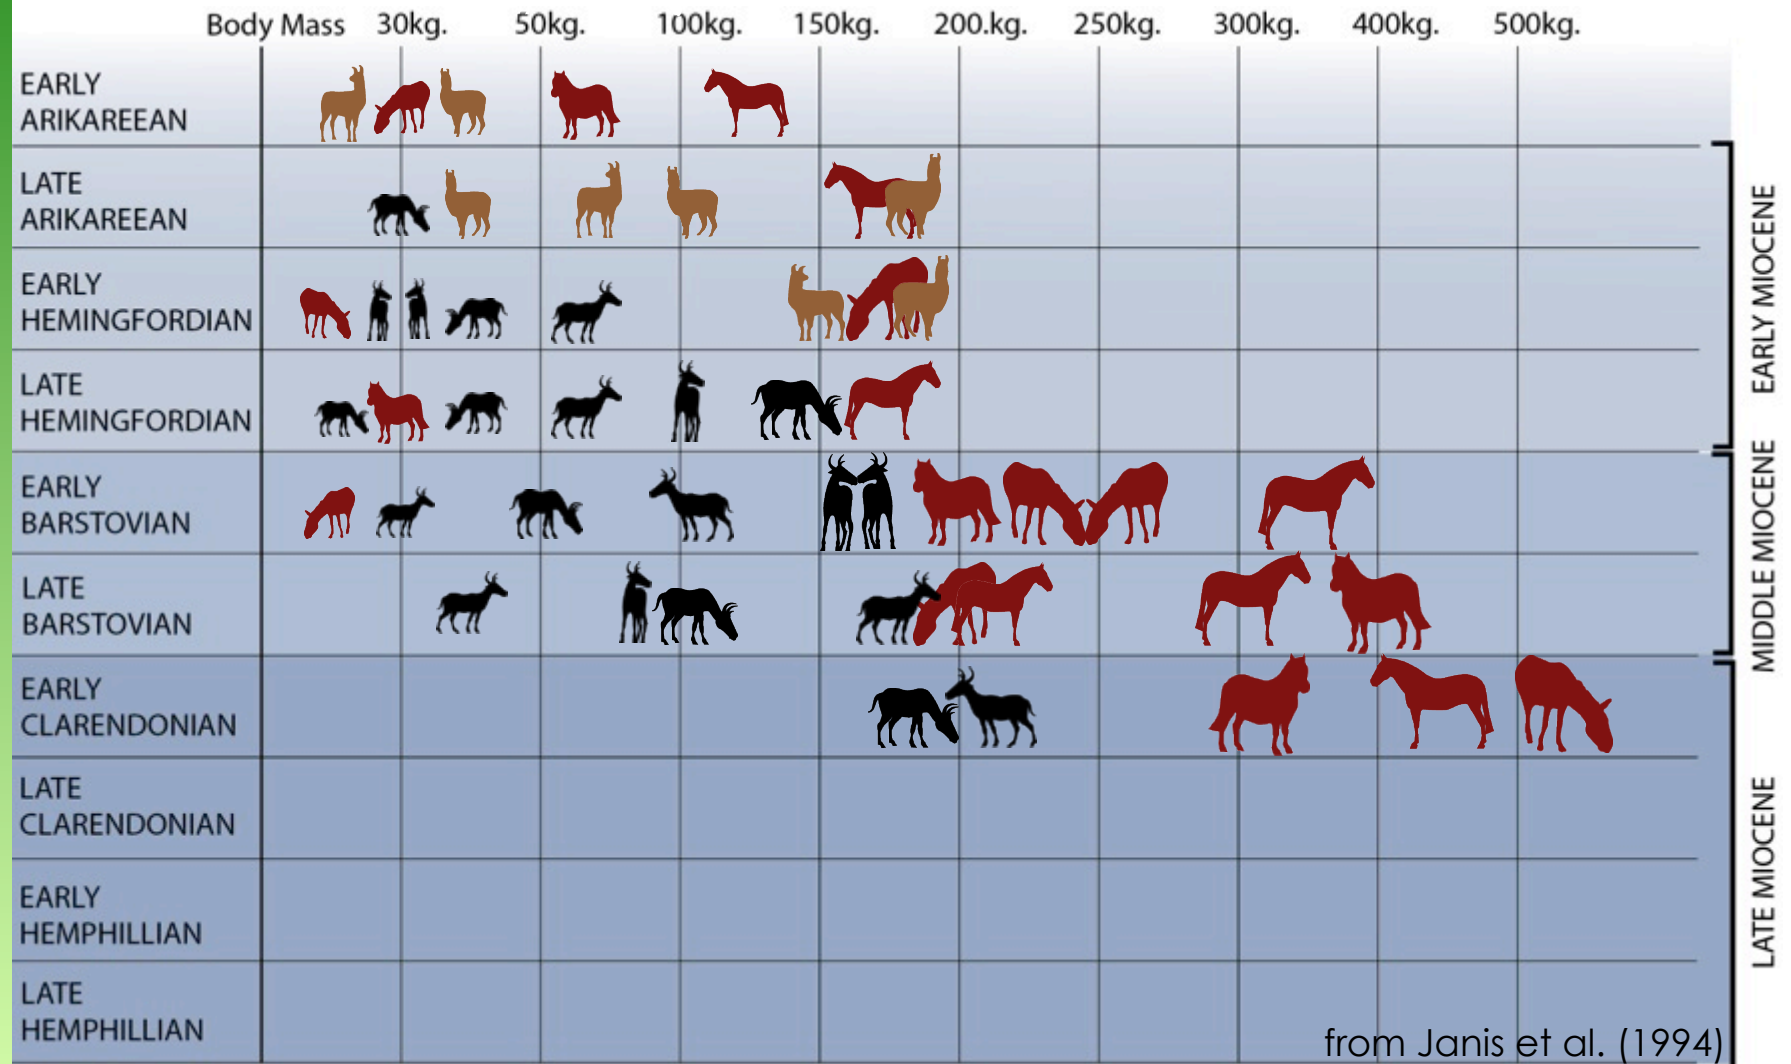 Body Mass 30kg. 50kg. 100kg. 150kg. 200.kg. 250kg. 300kg. 400kg. 500kg.
EARLY
ARIKAREEAN
LATE
ARIKAREEAN
EARLY
HEMINGFORDIAN
LATE
HEMINGFORDIAN
EARLY MIOCENE
EARLY
BARSTOVIAN
LATE
BARSTOVIAN
MIDDLE MIOCENE
EARLY
CLARENDONIAN
LATE
CLARENDONIAN
EARLY
HEMPHILLIAN
LATE
HEMPHILLIAN
LATE MIOCENE
from Janis et al. (1994)